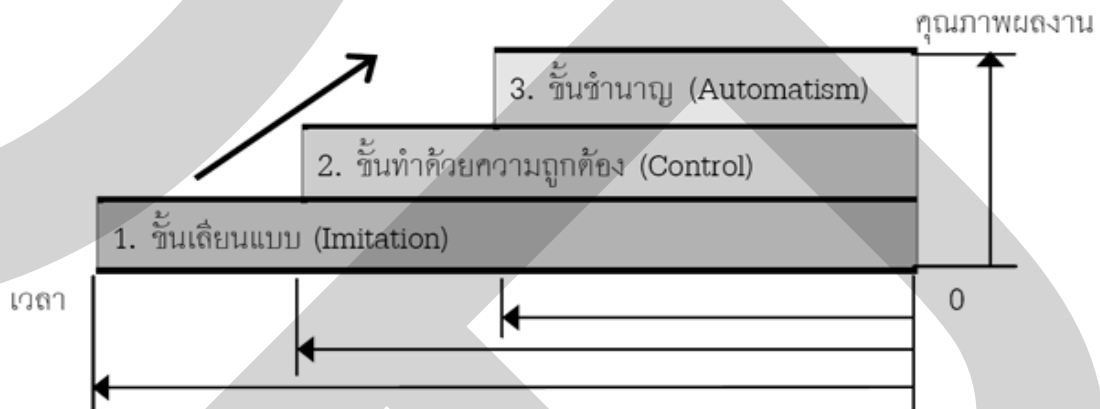 คุณภาพผลงาน
3. ขั้นชำนาญ (Automatism)
2. ขั้นทำด้วยความถูกต้อง (Control)
1. ขั้นเลียนแบบ (Imitation)
เวลา
0